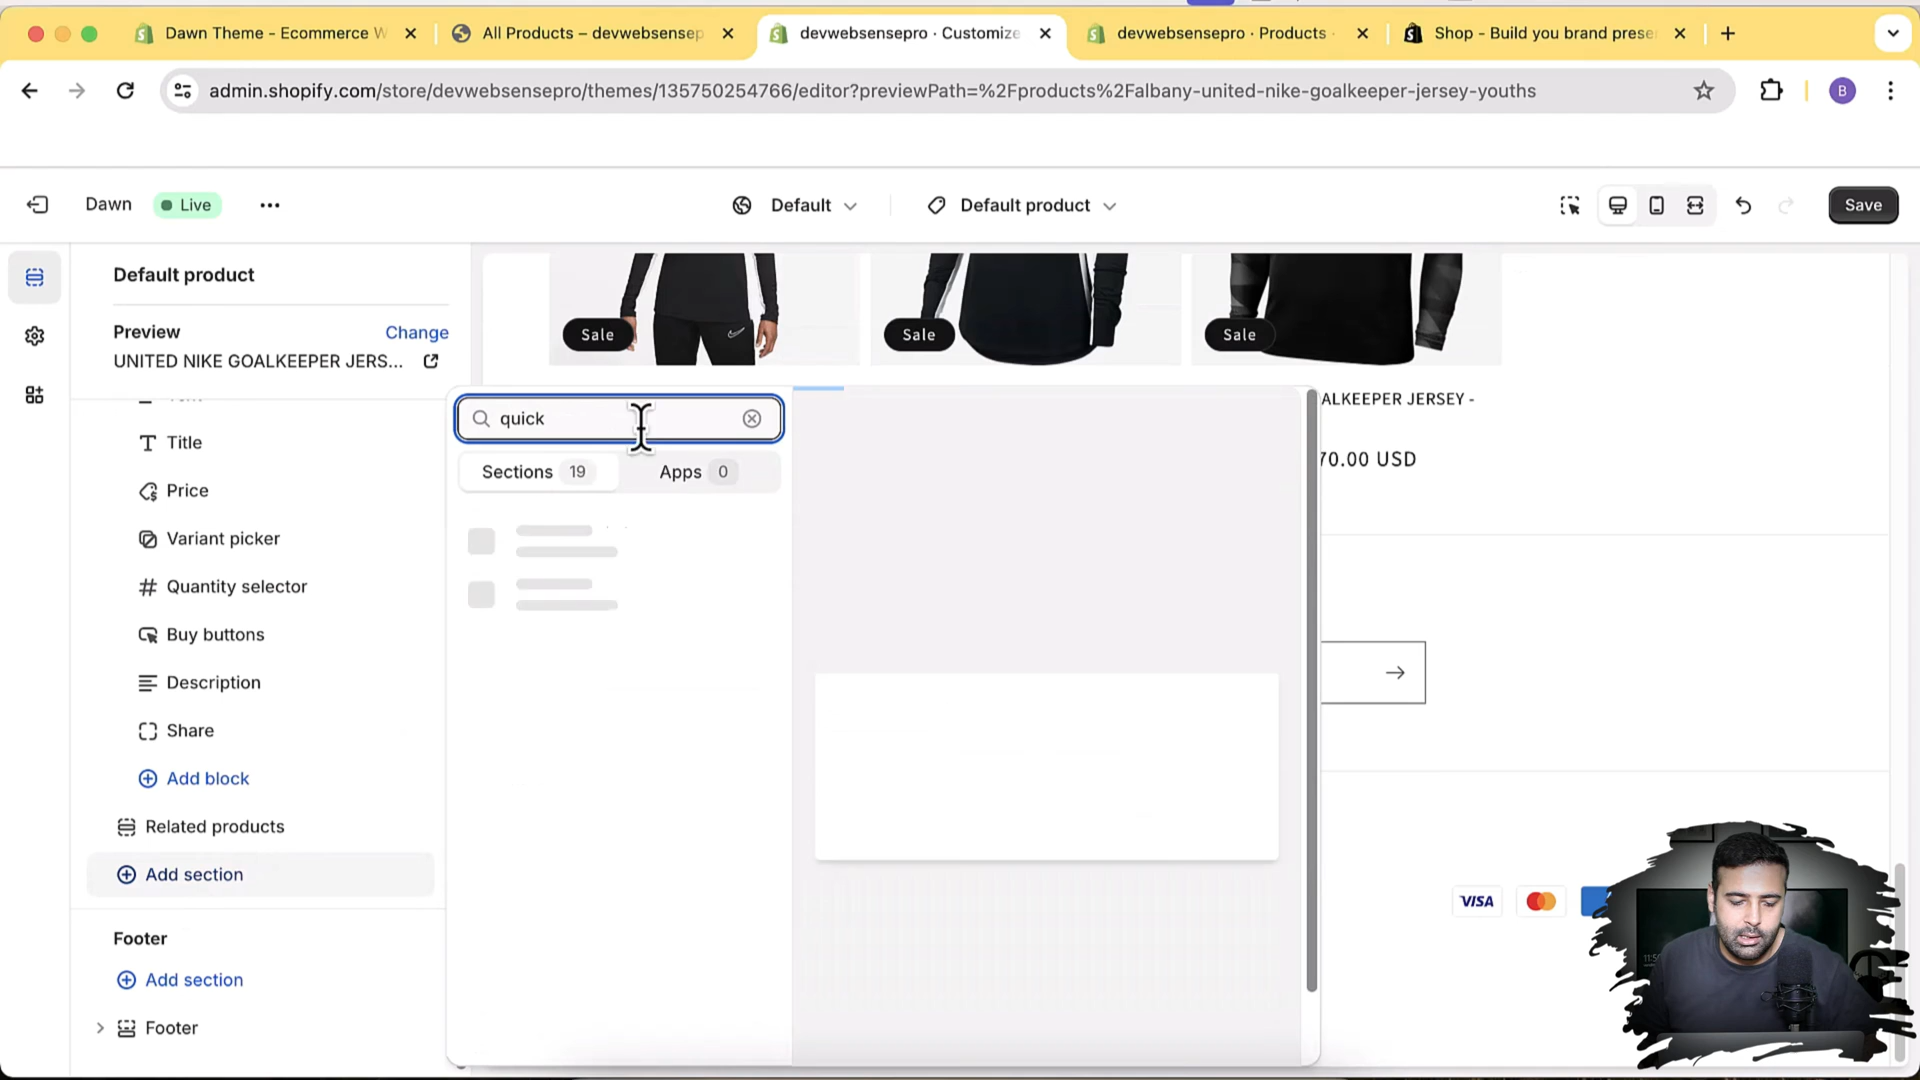 Dawn Theme - Ecommerce W
All Products – devwebsensep
devwebsensepro · Customize
devwebsensepro · Products ·
Shop - Build you brand prese
admin.shopify.com/store/devwebsensepro/themes/135750254766/editor?previewPath=%2Fproducts%2Falbany-united-nike-goalkeeper-jersey-youths
B
Dawn
Live
Default
Default product
Save
Default product
Preview
Change
UNITED NIKE GOALKEEPER JERS...
Title
Price
Variant picker
Quantity selector
Buy buttons
Description
Share
Add block
Related products
Add section
Footer
Add section
Footer
quick
Sections 19
Apps 0
Sale
Sale
Sale
ALKEEPER JERSEY -
70.00 USD
VISA